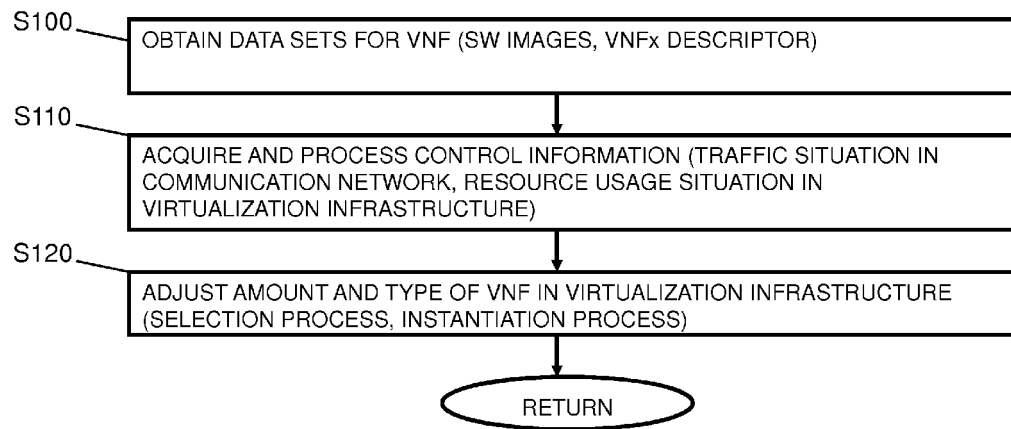 S100
OBTAIN DATA SETS FOR VNF (SW IMAGES, VNFx DESCRIPTOR)
S110
ACQUIRE AND PROCESS CONTROL INFORMATION (TRAFFIC SITUATION IN
COMMUNICATION NETWORK, RESOURCE USAGE SITUATION IN
VIRTUALIZATION INFRASTRUCTURE)
S120
ADJUST AMOUNT AND TYPE OF VNF IN VIRTUALIZATION INFRASTRUCTURE
(SELECTION PROCESS, INSTANTIATION PROCESS)
RETURN